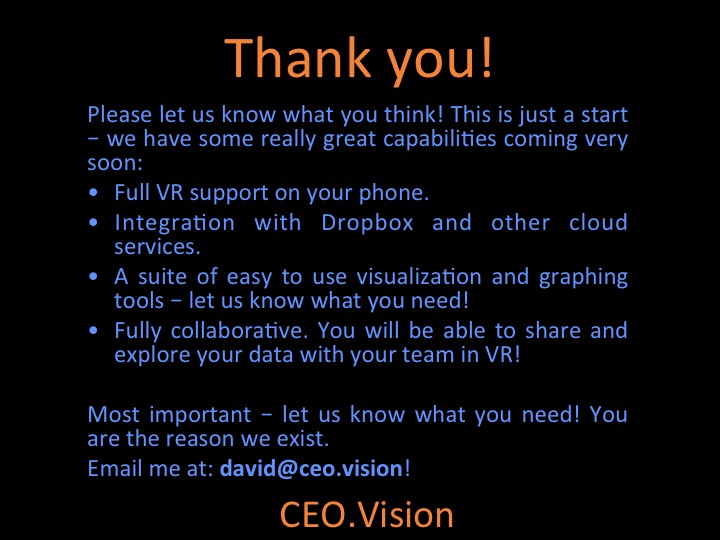 Thank you!
Please let us know what you think! This is just a start
− we have some really great capabilities coming very
soon:
• Full VR support on your phone.
• Integration with Dropbox and other cloud
services.
• A suite of easy to use visualization and graphing
tools − let us know what you need!
• Fully collaborative. You will be able to share and
explore your data with your team in VR!
Most important − let us know what you need! You
are the reason we exist.
Email me at: david@ceo.vision!
CEO.Vision